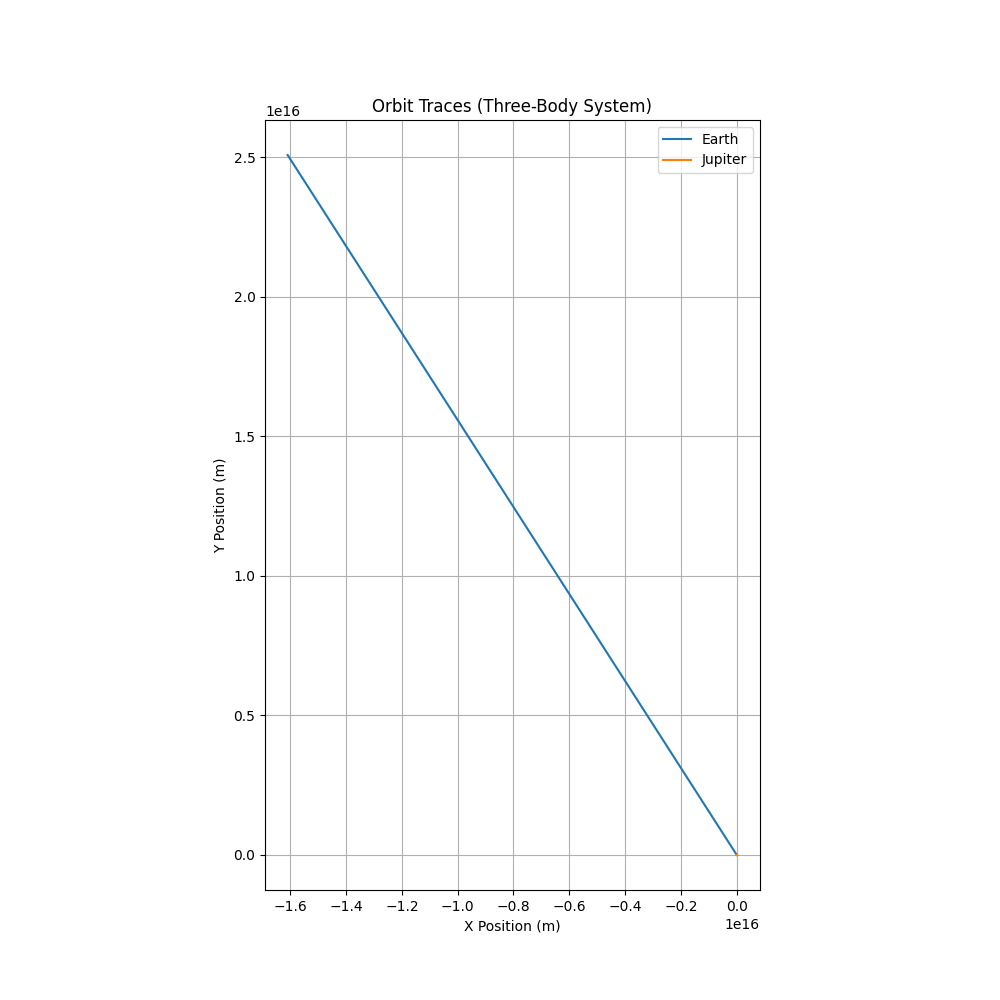 Orbit Traces (Three-Body System)
1e16
Earth
Jupiter
2.5
2.0
1.5
1.0
0.5
0.0
Y Position (m)
−1.6 −1.4 −1.2 −1.0 −0.8 −0.6 −0.4 −0.2 0.0
X Position (m)
1e16